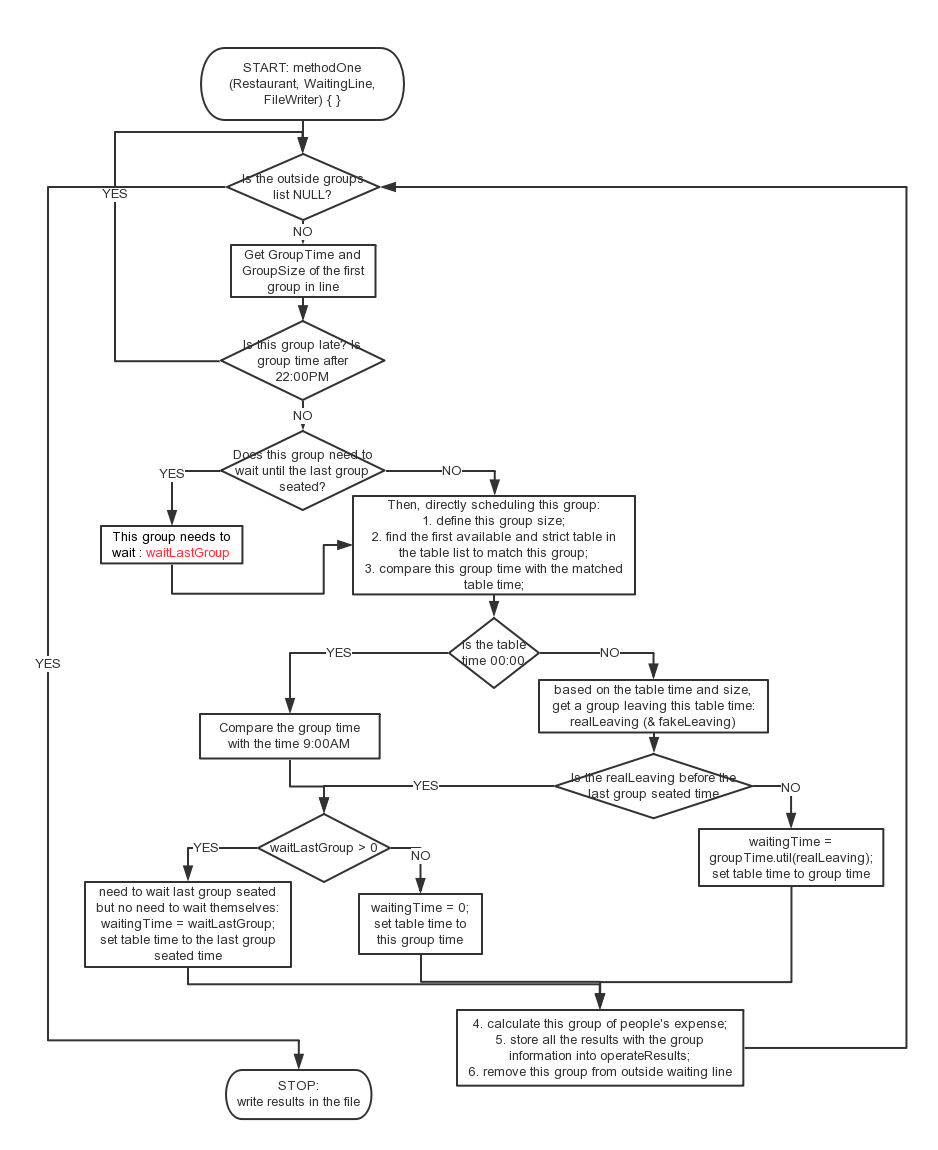 START: methodOne
(Restaurant, WaitingLine,
FileWriter) { }
YES
Is the outside groups
list NULL?
NO
Get GroupTime and
GroupSize of the first
group in line
Is this group late? Is
group time after
22:00PM
NO
Does this group need to
wait until the last group
seated?
YES
NO
This group needs to
wait : waitLastGroup
Then, directly scheduling this group:
1. define this group size;
2. find the first available and strict table in
the table list to match this group;
3. compare this group time with the matched
table time;
YES
Is the table
time 00:00
YES
NO
based on the table time and size,
get a group leaving this table time:
realLeaving (& fakeLeaving)
Compare the group time
with the time 9:00AM
Is the realLeaving before the
last group seated time
YES
NO
waitLastGroup > 0
YES
NO
waitingTime =
groupTime.util(realLeaving);
set table time to group time
need to wait last group seated
but no need to wait themselves:
waitingTime = waitLastGroup;
set table time to the last group
seated time
waitingTime = 0;
set table time to
this group time
4. calculate this group of people's expense;
5. store all the results with the group
information into operateResults;
6. remove this group from outside waiting line
STOP:
write results in the file